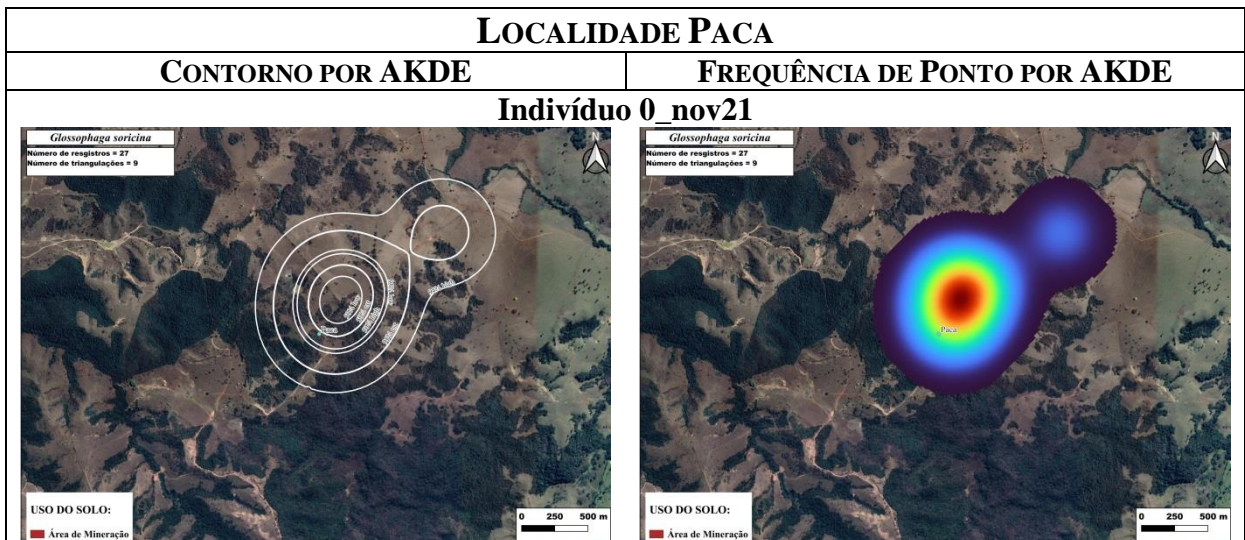 LOCALIDADE PACA
CONTORNO POR AKDE
FREQUÊNCIA DE PONTO POR AKDE
Indivíduo 0_nov21
Glossophaga soricina
Número de resgistros = 27
Número de triangulações = 9
N
Paca
USO DO SOLO:
Área de Mineração
0 250 500 m
Glossophaga soricina
Número de resgistros = 27
Número de triangulações = 9
N
Paca
USO DO SOLO:
Área de Mineração
0 250 500 m